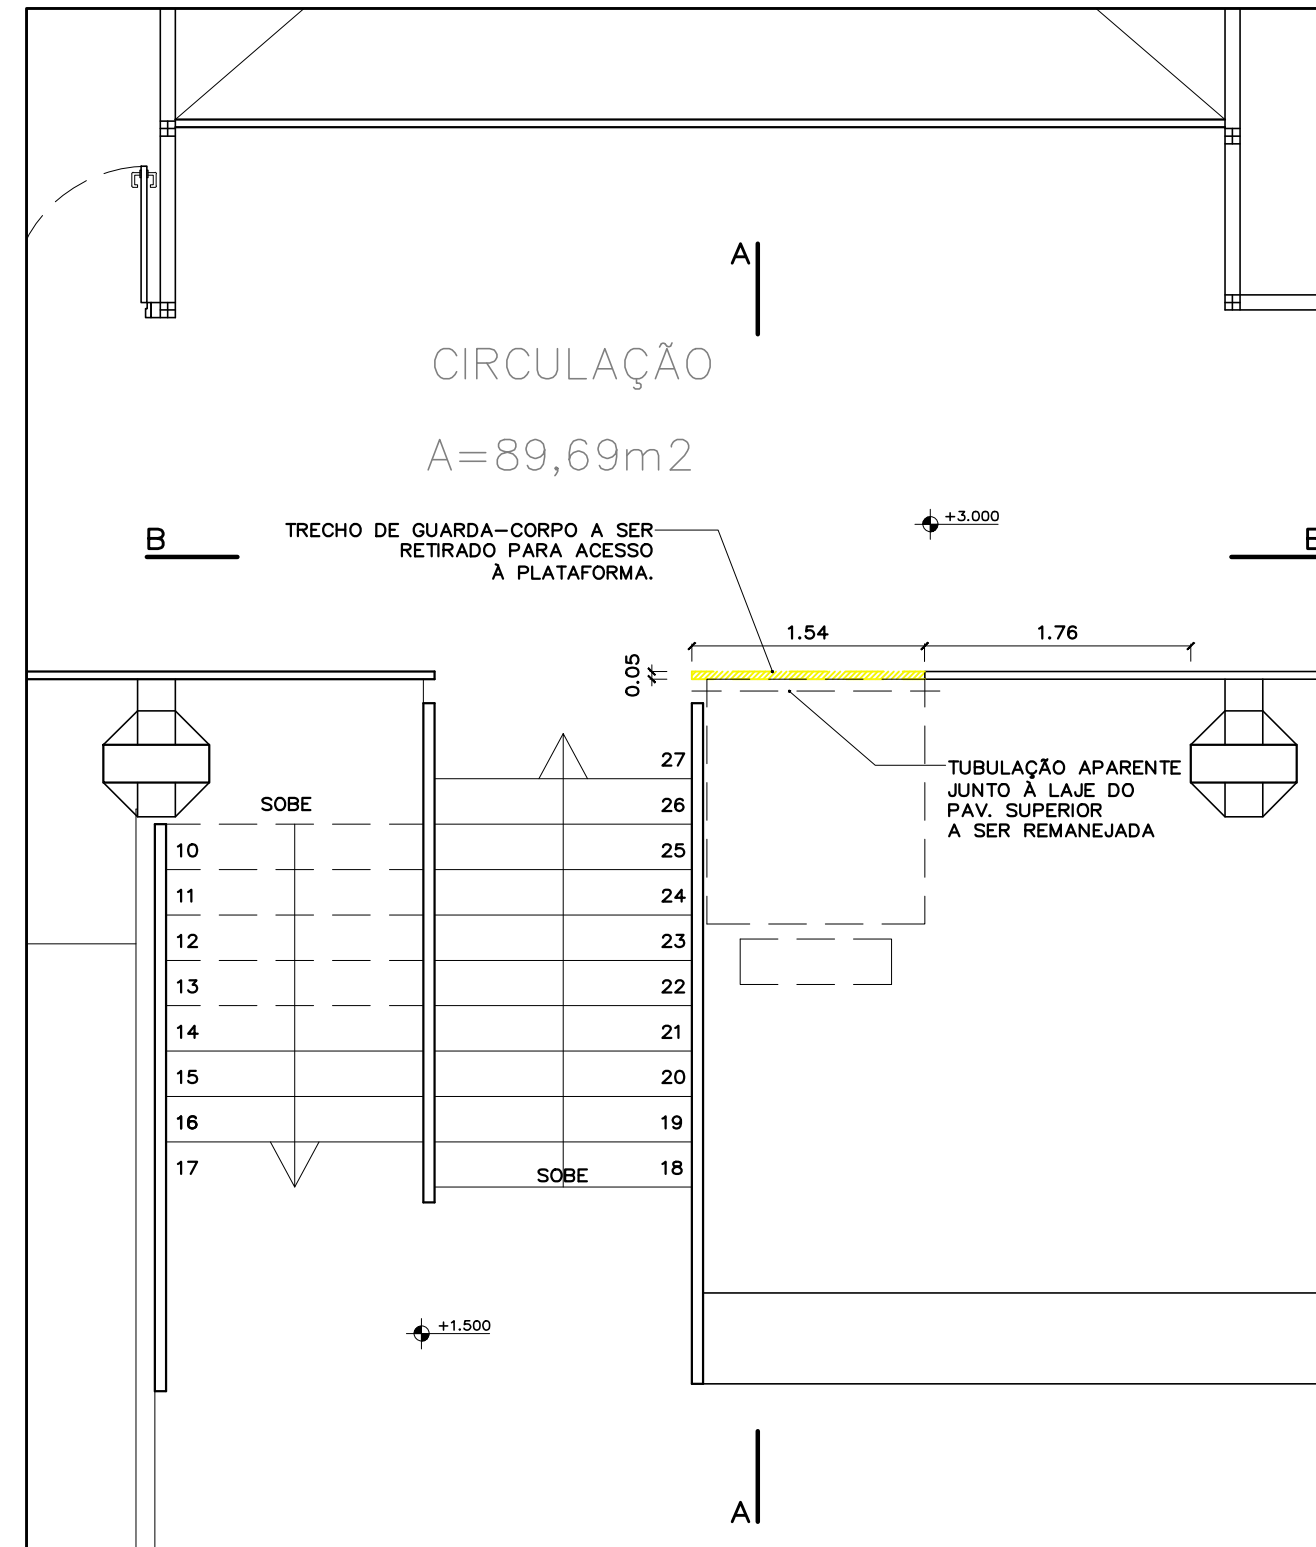 A
CIRCULAÇÃO
A=89,69m2
+3.000
B
B
TRECHO DE GUARDA-CORPO A SER
RETIRADO PARA ACESSO
À PLATAFORMA.
1.54
1.76
0.05
TUBULAÇÃO APARENTE
JUNTO À LAJE DO
PAV. SUPERIOR
A SER REMANEJADA
SOBE
10
11
12
13
14
15
16
17
27
26
25
24
23
22
21
20
19
18
SOBE
+1.500
A